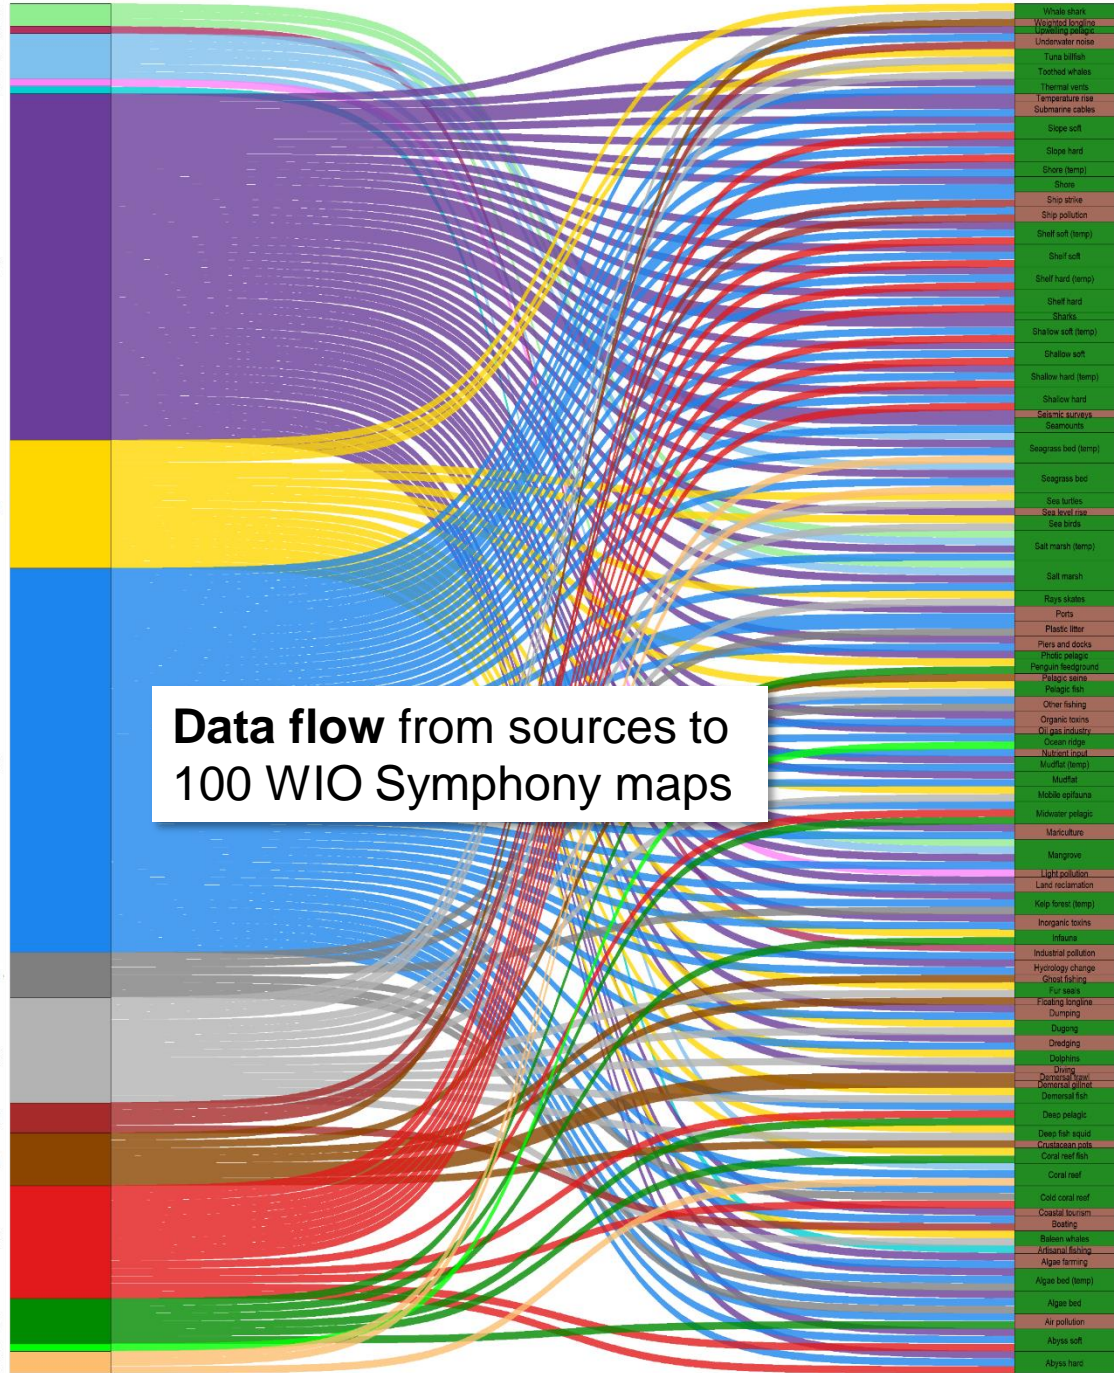 Whale shark
Weighted longline
Upwelling pelagic
Underwater noise
Tuna billfish
Toothed whales
Thermal vents
Temperature rise
Submarine cables
Slope soft
Slope hard
Shore (temp)
Shore
Ship strike
Ship pollution
Shelf soft (temp)
Shelf soft
Shelf hard (temp)
Shelf hard
Sharks
Shallow soft (temp)
Shallow soft
Shallow hard (temp)
Shallow hard
Seismic surveys
Seamounts
Seagrass bed (temp)
Seagrass bed
Sea turtles
Sea level rise
Sea birds
Salt marsh (temp)
Salt marsh
Rays skates
Ports
Plastic litter
Piers and docks
Photic pelagic
Penguin feedground
Pelagic seine
Pelagic fish
Other fishing
Organic toxins
Oil gas industry
Ocean ridge
Nutrient input
Mudflat (temp)
Mudflat
Mobile epifauna
Midwater pelagic
Mariculture
Mangrove
Light pollution
Land reclamation
Kelp forest (temp)
Inorganic toxins
Infauna
Industrial pollution
Hydrology change
Ghost fishing
Fur seals
Floating longline
Dumping
Dugong
Dredging
Dolphins
Diving
Demersal trawl
Demersal gillnet
Demersal fish
Deep pelagic
Deep fish squid
Crustacean pots
Coral reef fish
Coral reef
Cold coral reef
Coastal tourism
Boating
Baleen whales
Artisanal fishing
Algae farming
Algae bed (temp)
Algae bed
Air pollution
Abyss soft
Abyss hard
Data flow from sources to
100 WIO Symphony maps